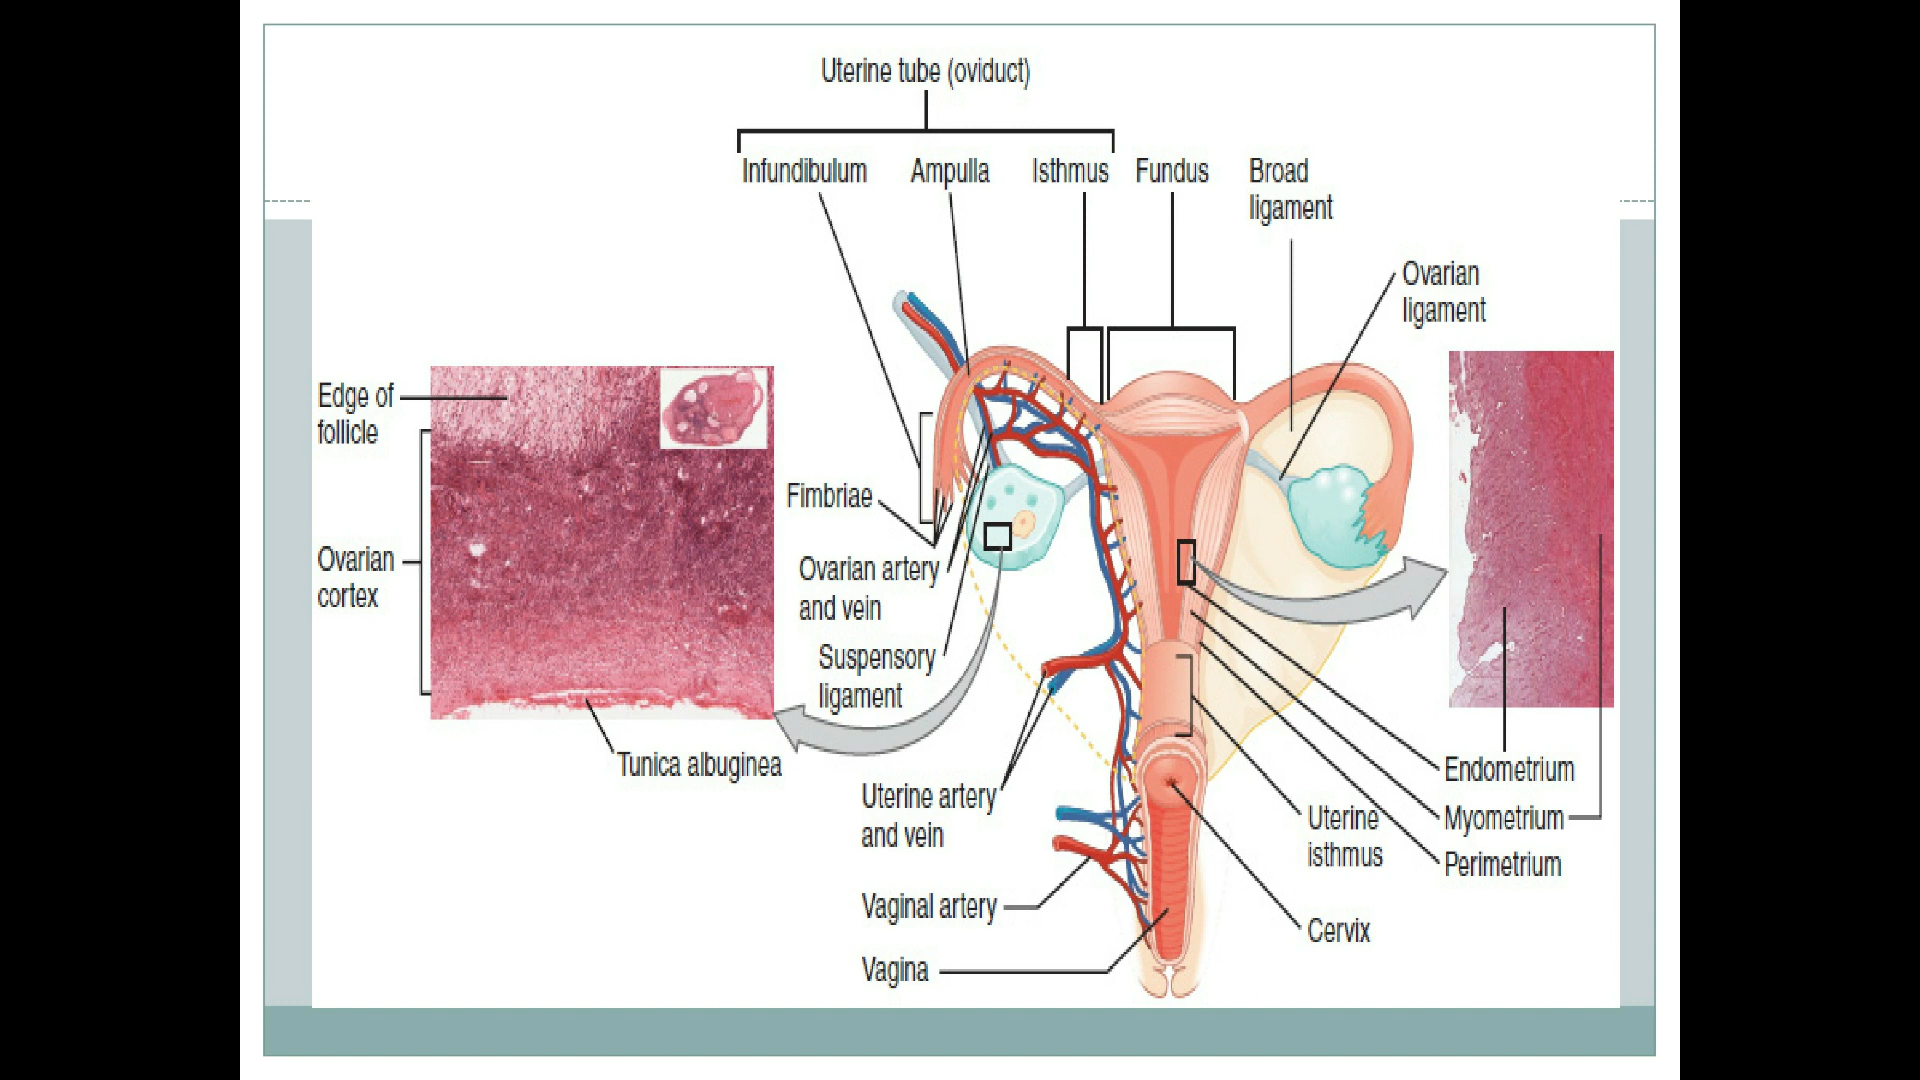 Uterine tube (oviduct)
Infundibulum
Ampulla
Isthmus
Fundus
Broad
ligament
Ovarian
ligament
Edge of
follicle
Ovarian
cortex
Tunica albuginea
Fimbriae
Ovarian artery
and vein
Suspensory
ligament
Uterine artery
and vein
Vaginal artery
Vagina
Endometrium
Myometrium
Perimetrium
Uterine
isthmus
Cervix